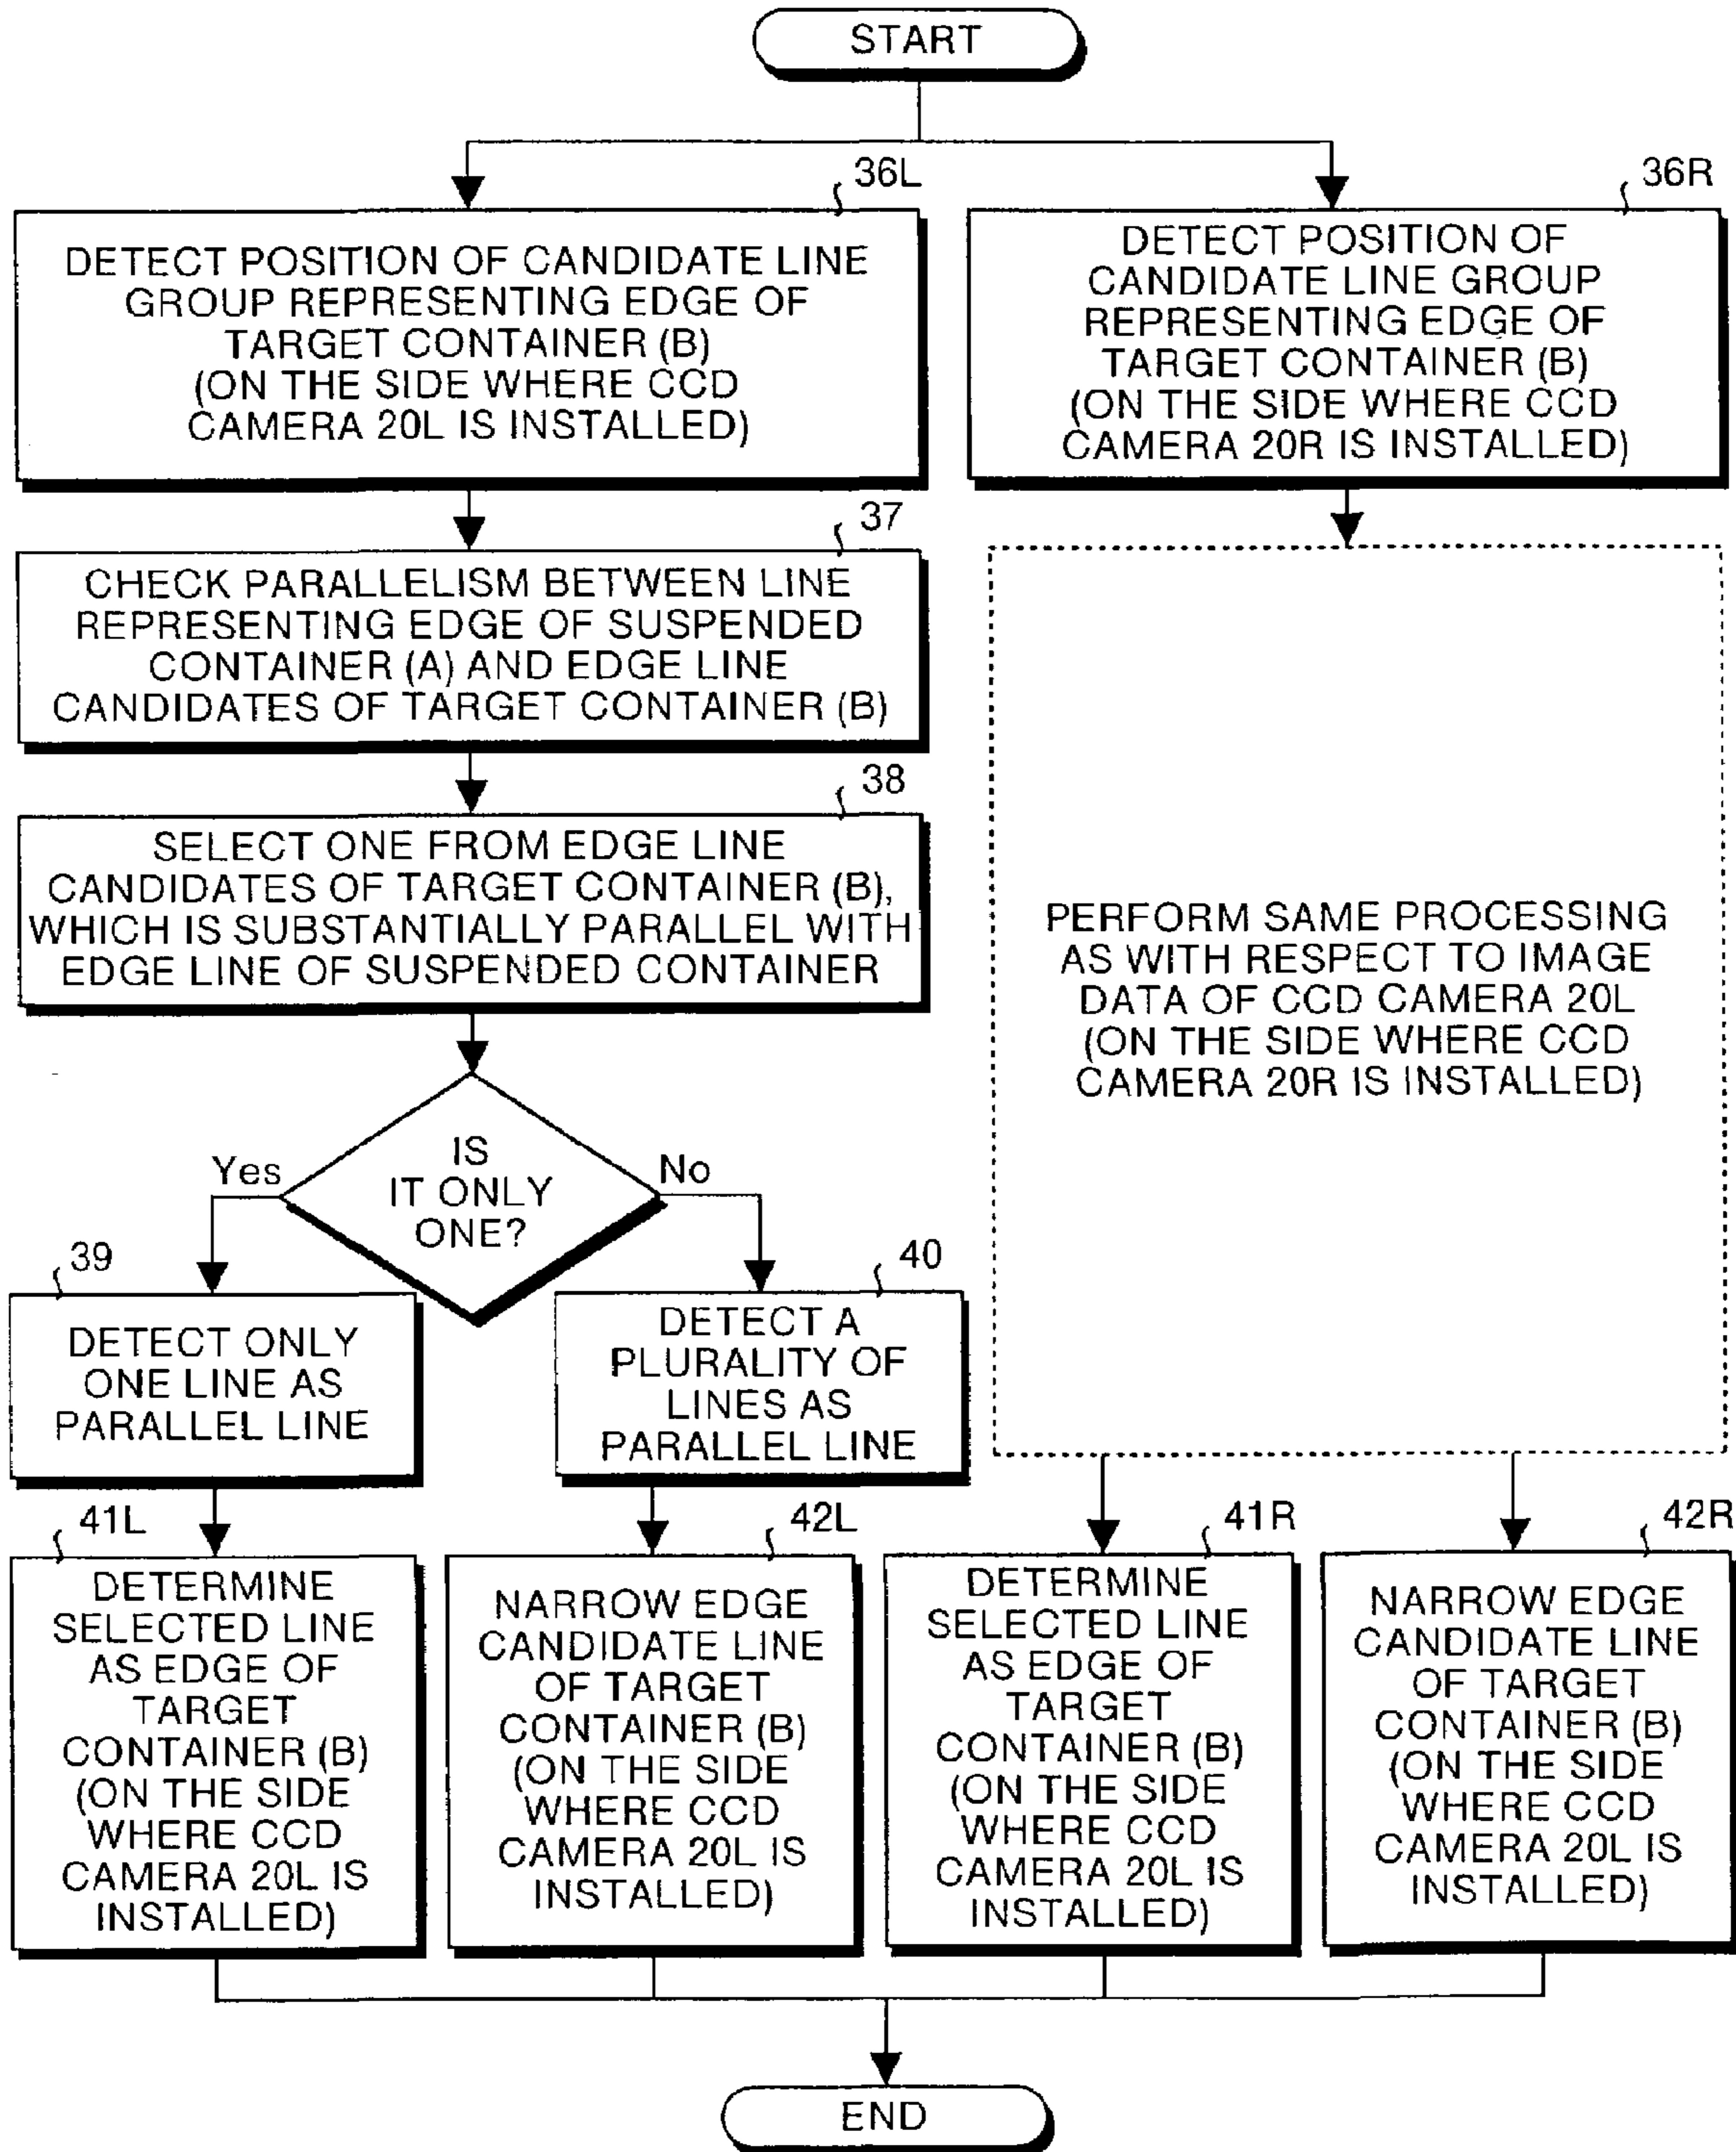 START
36L
DETECT POSITION OF CANDIDATE LINE
GROUP REPRESENTING EDGE OF
TARGET CONTAINER (B)
(ON THE SIDE WHERE CCD
CAMERA 20L IS INSTALLED)
36R
DETECT POSITION OF
CANDIDATE LINE GROUP
REPRESENTING EDGE OF
TARGET CONTAINER (B)
(ON THE SIDE WHERE CCD
CAMERA 20R IS INSTALLED)
37
CHECK PARALLELISM BETWEEN LINE
REPRESENTING EDGE OF SUSPENDED
CONTAINER (A) AND EDGE LINE
CANDIDATES OF TARGET CONTAINER (B)
38
SELECT ONE FROM EDGE LINE
CANDIDATES OF TARGET CONTAINER (B),
WHICH IS SUBSTANTIALLY PARALLEL WITH
EDGE LINE OF SUSPENDED CONTAINER
PERFORM SAME PROCESSING
AS WITH RESPECT TO IMAGE
DATA OF CCD CAMERA 20L
(ON THE SIDE WHERE CCD
CAMERA 20R IS INSTALLED)
IS
IT ONLY
ONE?
Yes
No
39
DETECT ONLY
ONE LINE AS
PARALLEL LINE
40
DETECT A
PLURALITY OF
LINES AS
PARALLEL LINE
41L
DETERMINE
SELECTED LINE
AS EDGE OF
TARGET
CONTAINER (B)
(ON THE SIDE
WHERE CCD
CAMERA 20L IS
INSTALLED)
42L
NARROW EDGE
CANDIDATE LINE
OF TARGET
CONTAINER (B)
(ON THE SIDE
WHERE CCD
CAMERA 20L IS
INSTALLED)
41R
DETERMINE
SELECTED LINE
AS EDGE OF
TARGET
CONTAINER (B)
(ON THE SIDE
WHERE CCD
CAMERA 20L IS
INSTALLED)
42R
NARROW EDGE
CANDIDATE LINE
OF TARGET
CONTAINER (B)
(ON THE SIDE
WHERE CCD
CAMERA 20L IS
INSTALLED)
END